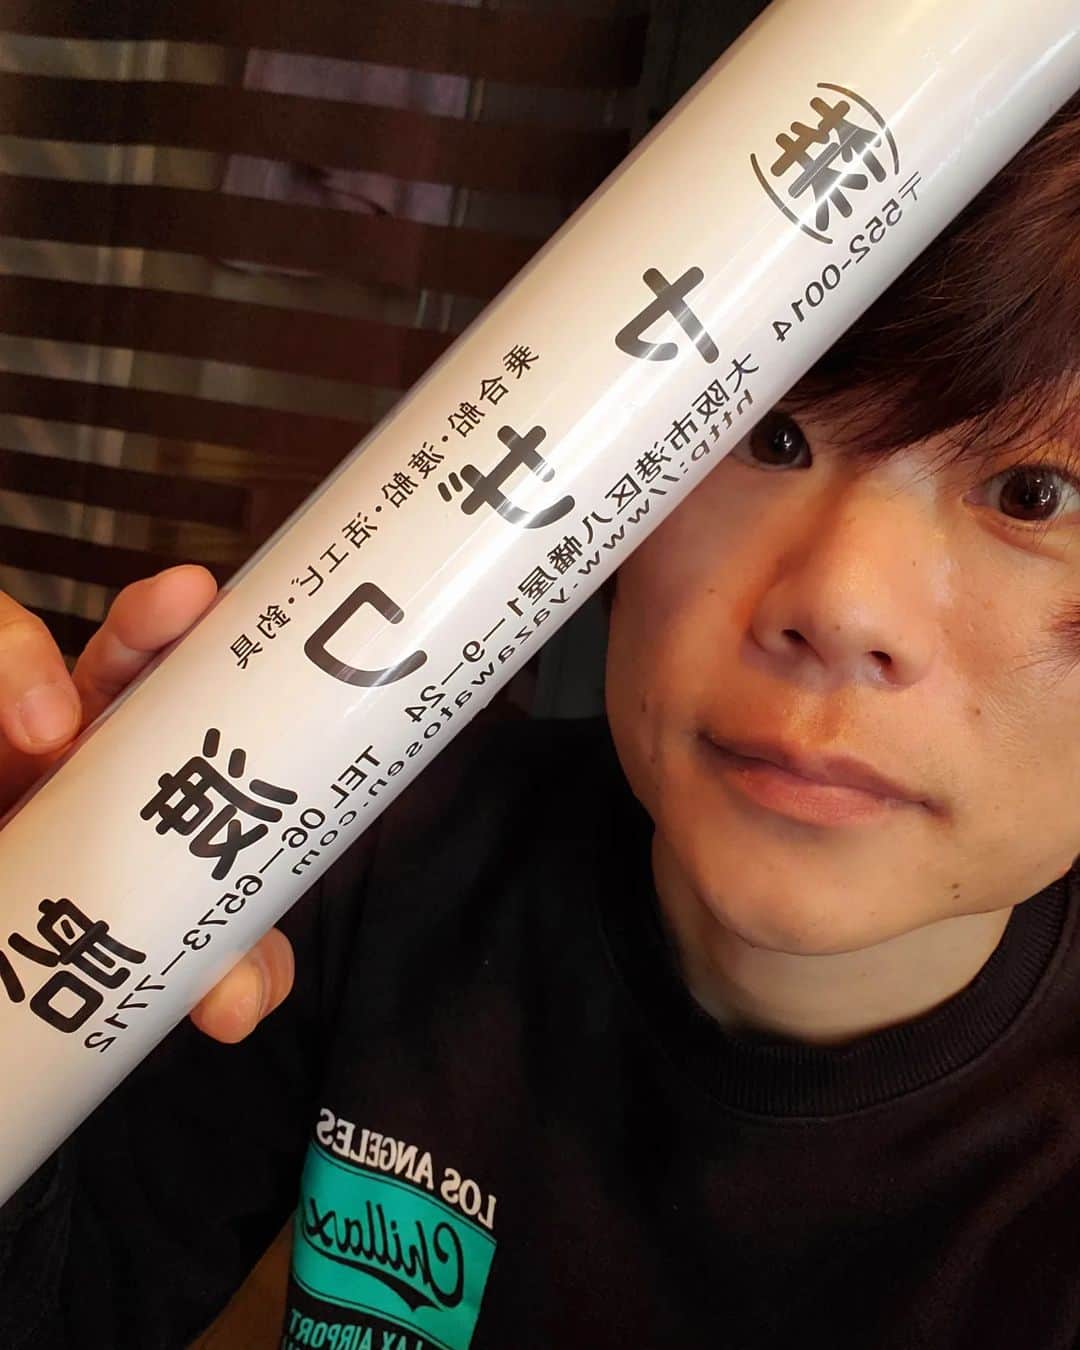 乗合船・渡船・活エビ・釣具
(株)ヤザワ渡船
〒552-0014 大阪市港区八幡屋1-9-24 TEL 06-6573-7712
http://www.yazawatosen.com
LOS ANGELES
Chillax
LAX AIRPORT